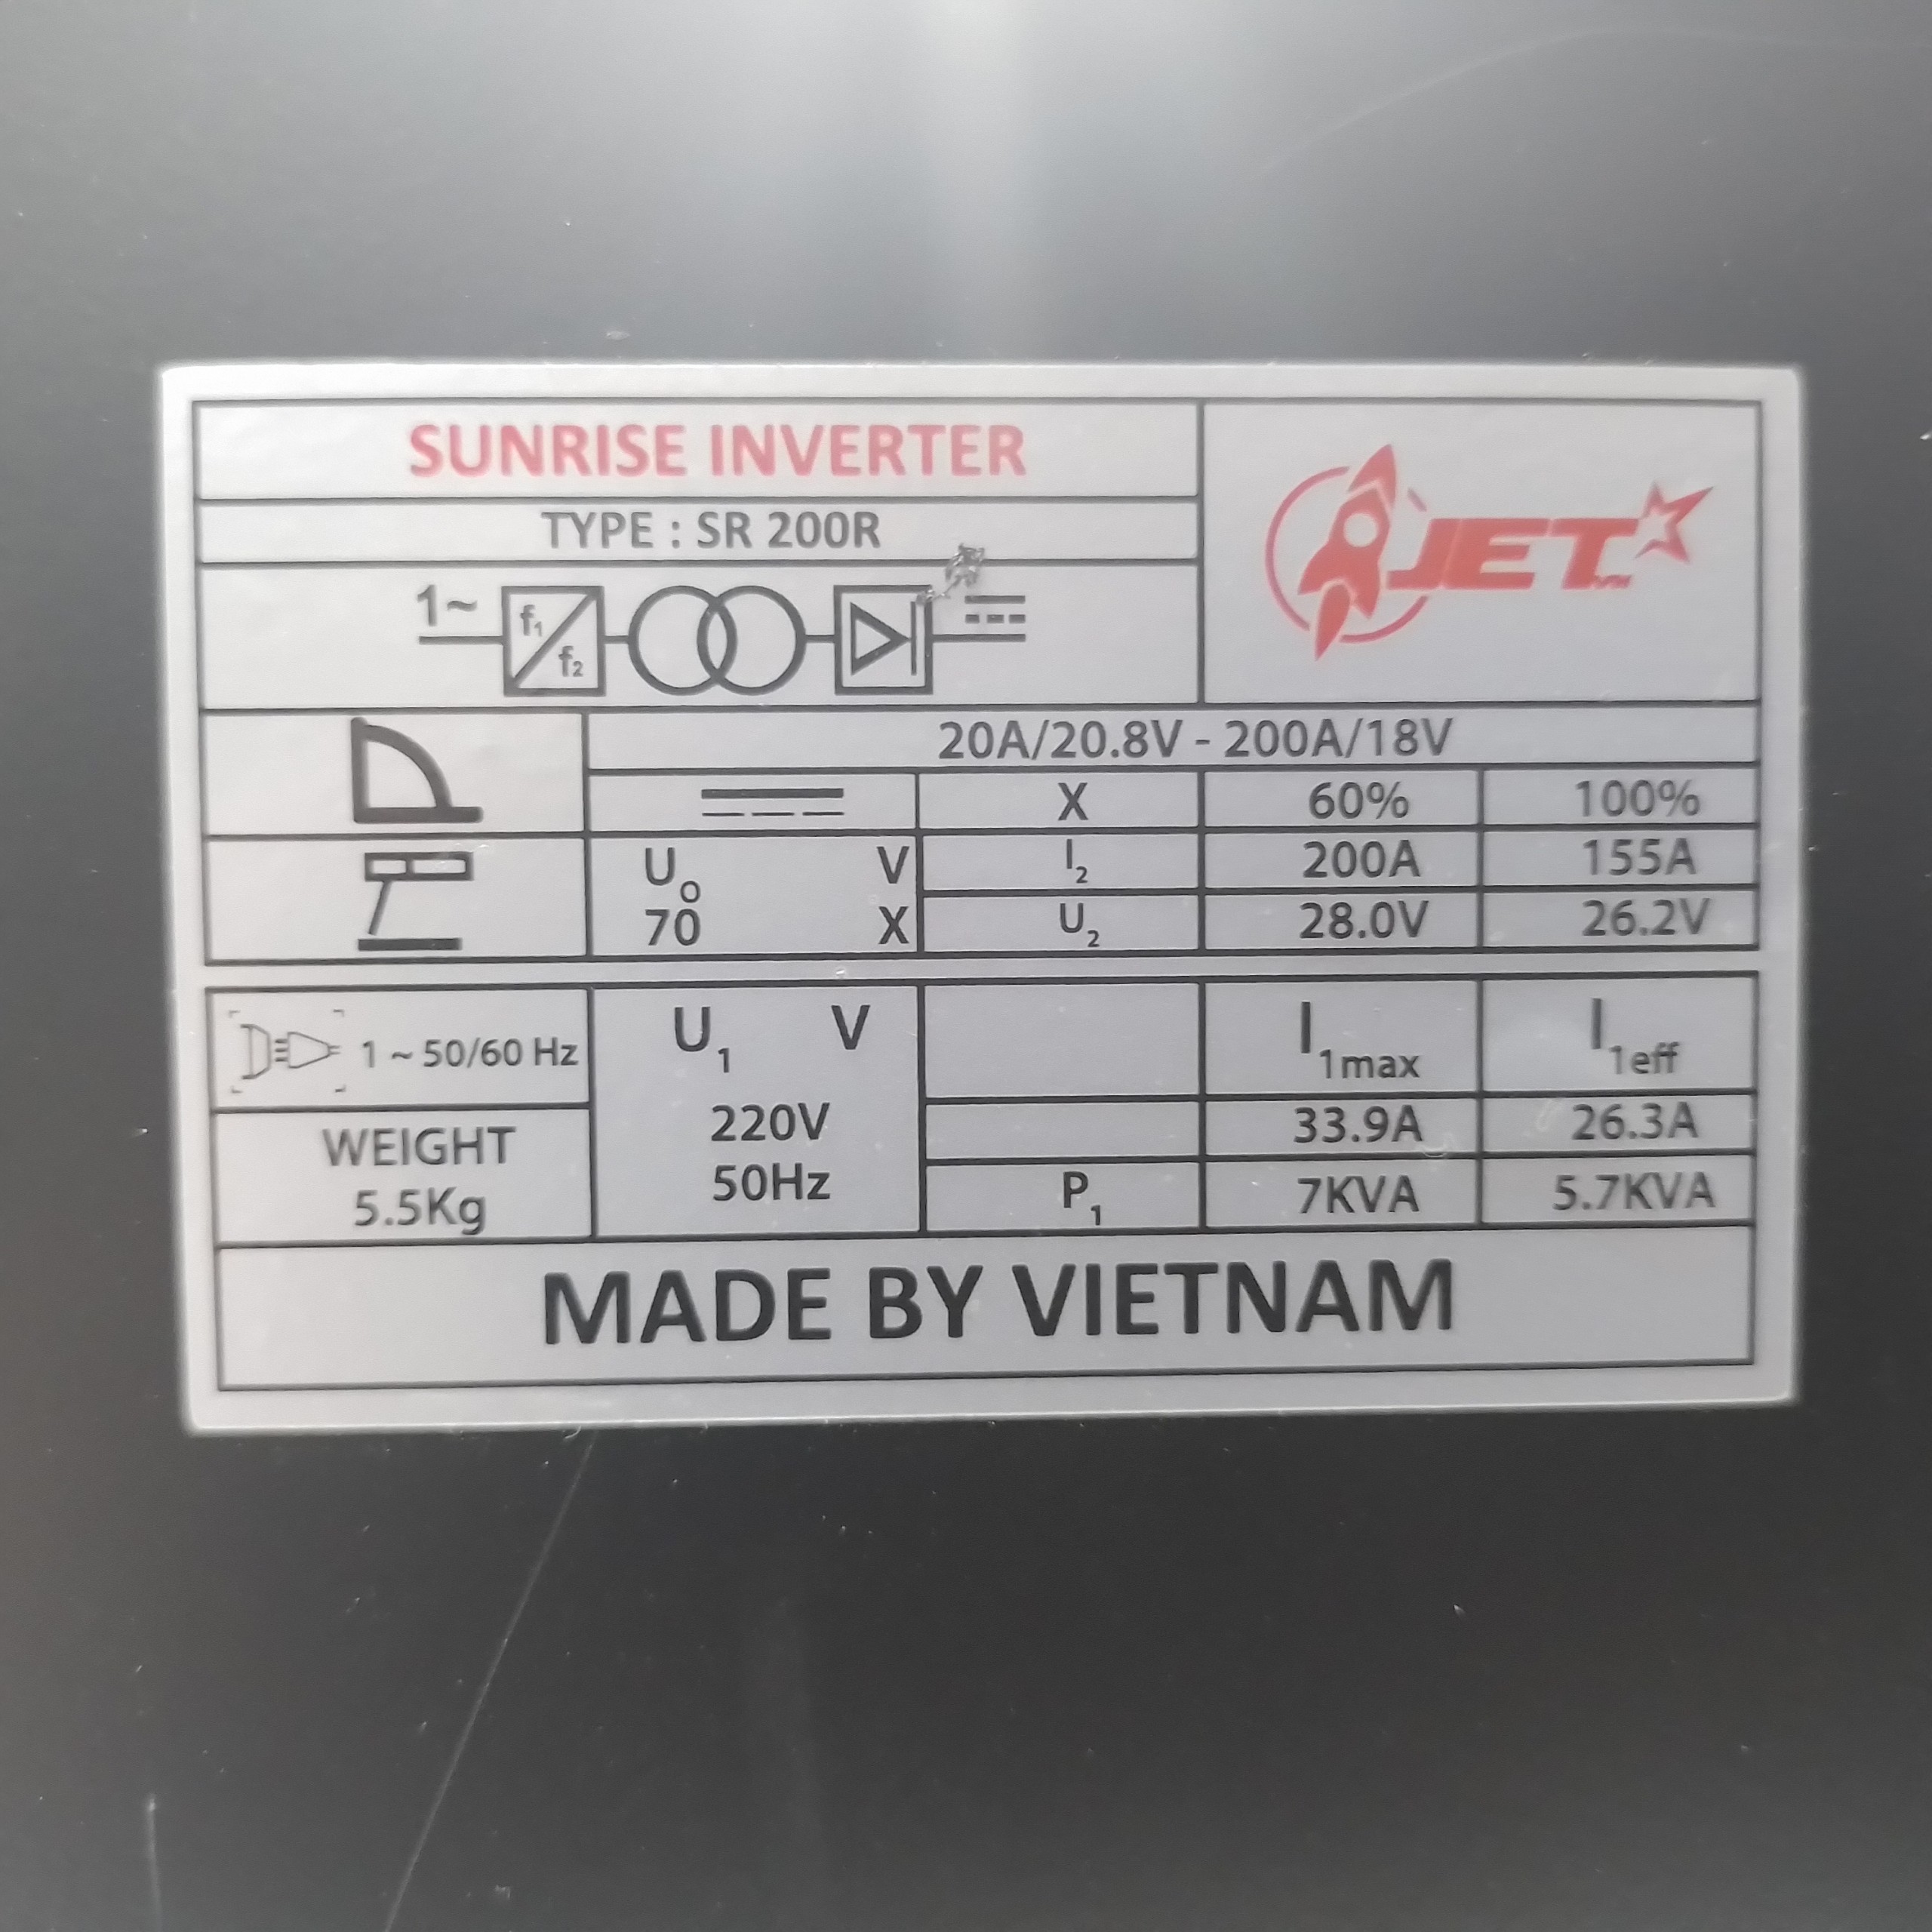 SUNRISE INVERTER
JET
TYPE : SR 200R
1~
f1
f2
20A/20.8V - 200A/18V
X 60% 100%
U0 V I2 200A 155A
70 X U2 28.0V 26.2V
1 ~ 50/60 Hz U1 V I1max I1eff
220V 33.9A 26.3A
WEIGHT
50Hz P1 7KVA 5.7KVA
5.5Kg
MADE BY VIETNAM